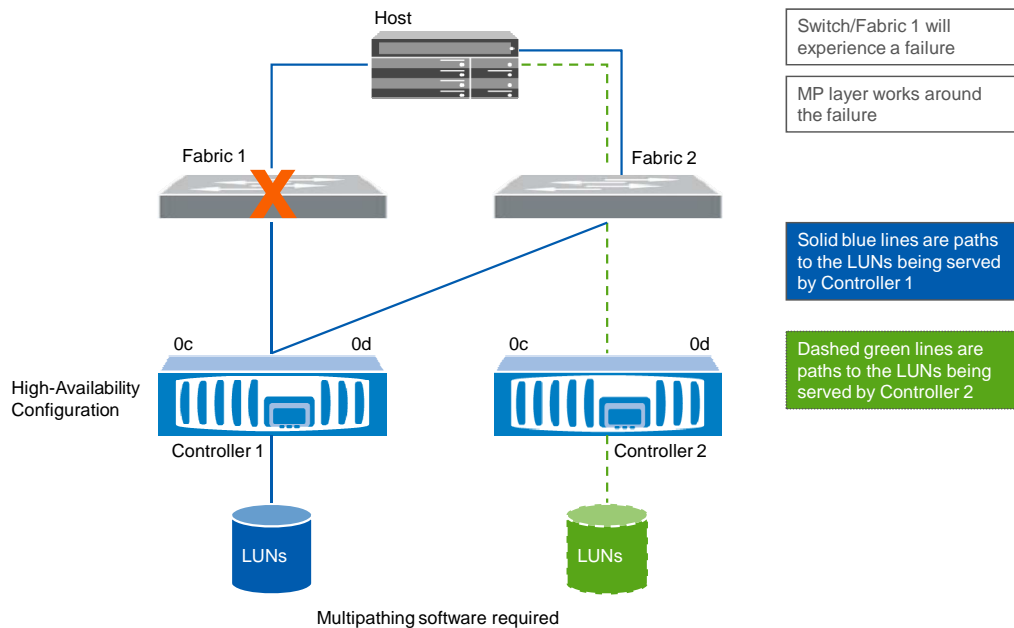 Host
Switch/Fabric 1 will
experience a failure
MP layer works around
the failure
Fabric 1
X
Fabric 2
Solid blue lines are paths
to the LUNs being served
by Controller 1
0c
0d
0c
0d
Dashed green lines are
paths to the LUNs being
served by Controller 2
High-Availability
Configuration
Controller 1
Controller 2
LUNs
LUNs
Multipathing software required